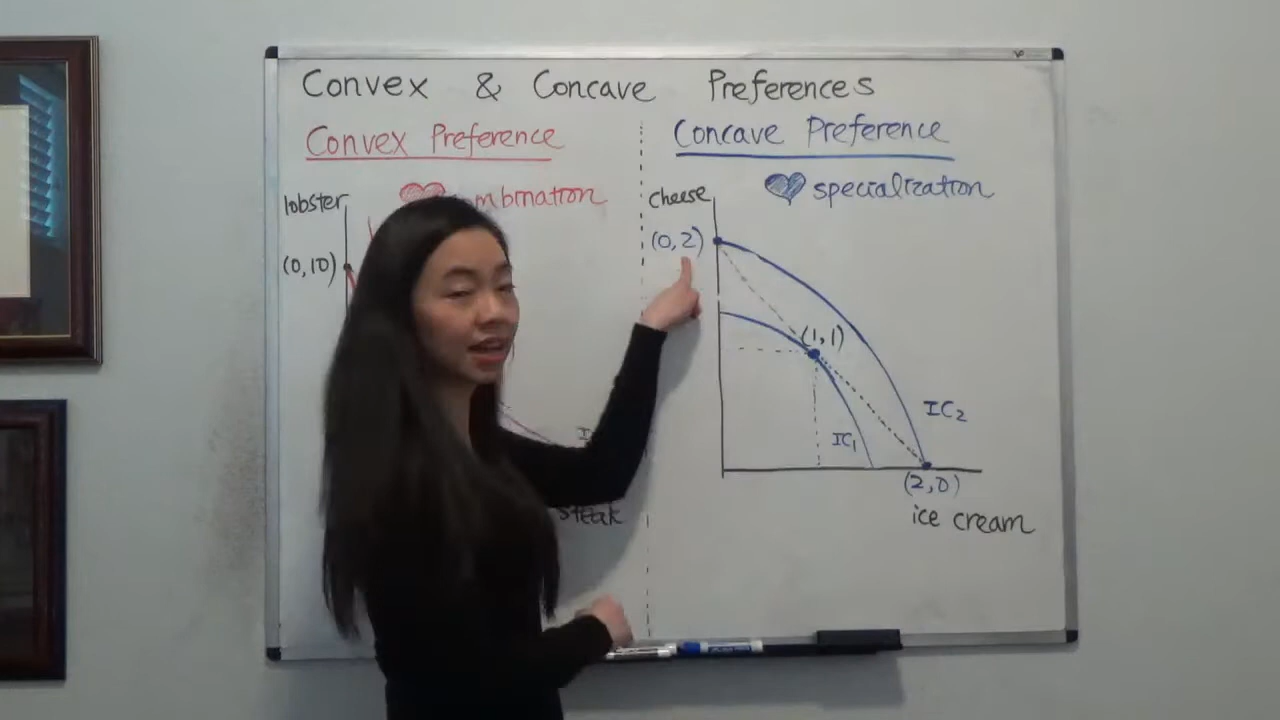 Convex & Concave Preferences
Convex Preference
combination
lobster
(0,10)
steak
Concave Preference
specialization
cheese
(0,2)
(1,1)
IC2
IC1
(2,0)
ice cream